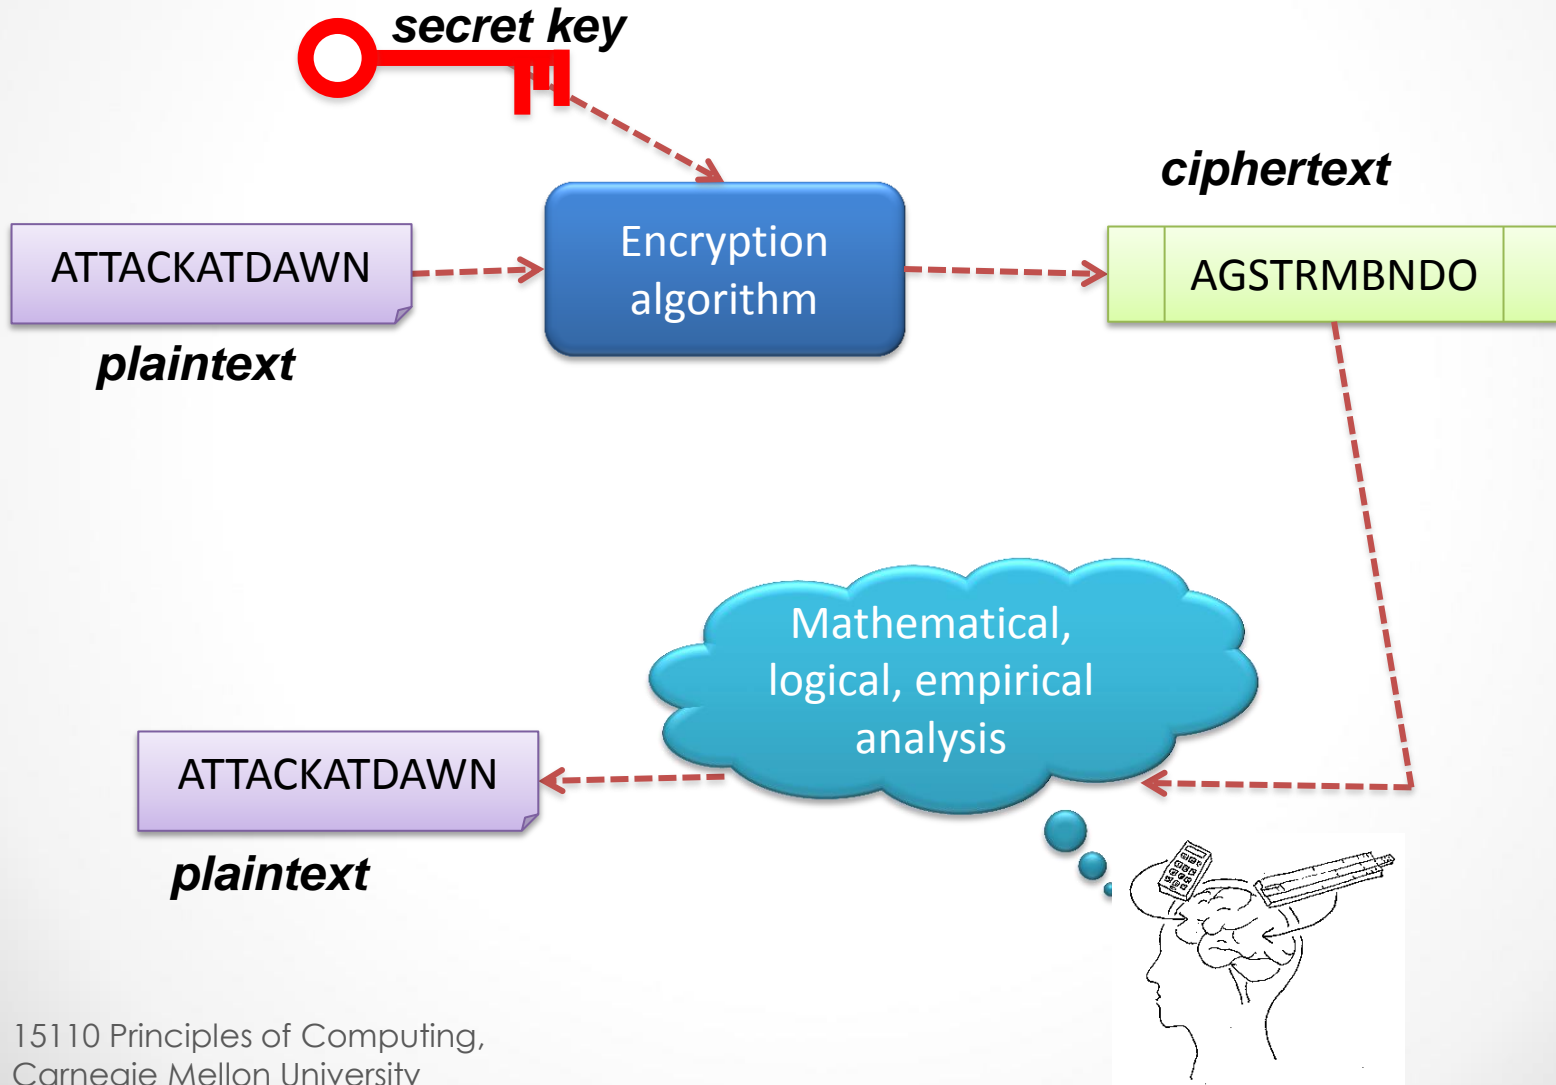 secret key
ciphertext
ATTACKATDAWN
Encryption
algorithm
AGSTRMBNDO
plaintext
Mathematical,
logical, empirical
analysis
ATTACKATDAWN
plaintext
15110 Principles of Computing,
Carnegie Mellon University